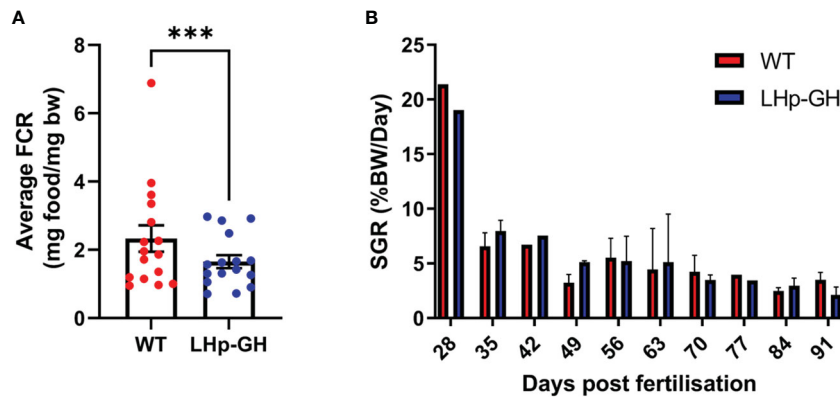 A
Average FCR
(mg food/mg bw)
8
6
4
2
0
***
WT
LHp-GH
B
SGR (%BW/Day)
25
20
15
10
5
0
WT
LHp-GH
28
35
42
49
56
63
70
77
84
91
Days post fertilisation